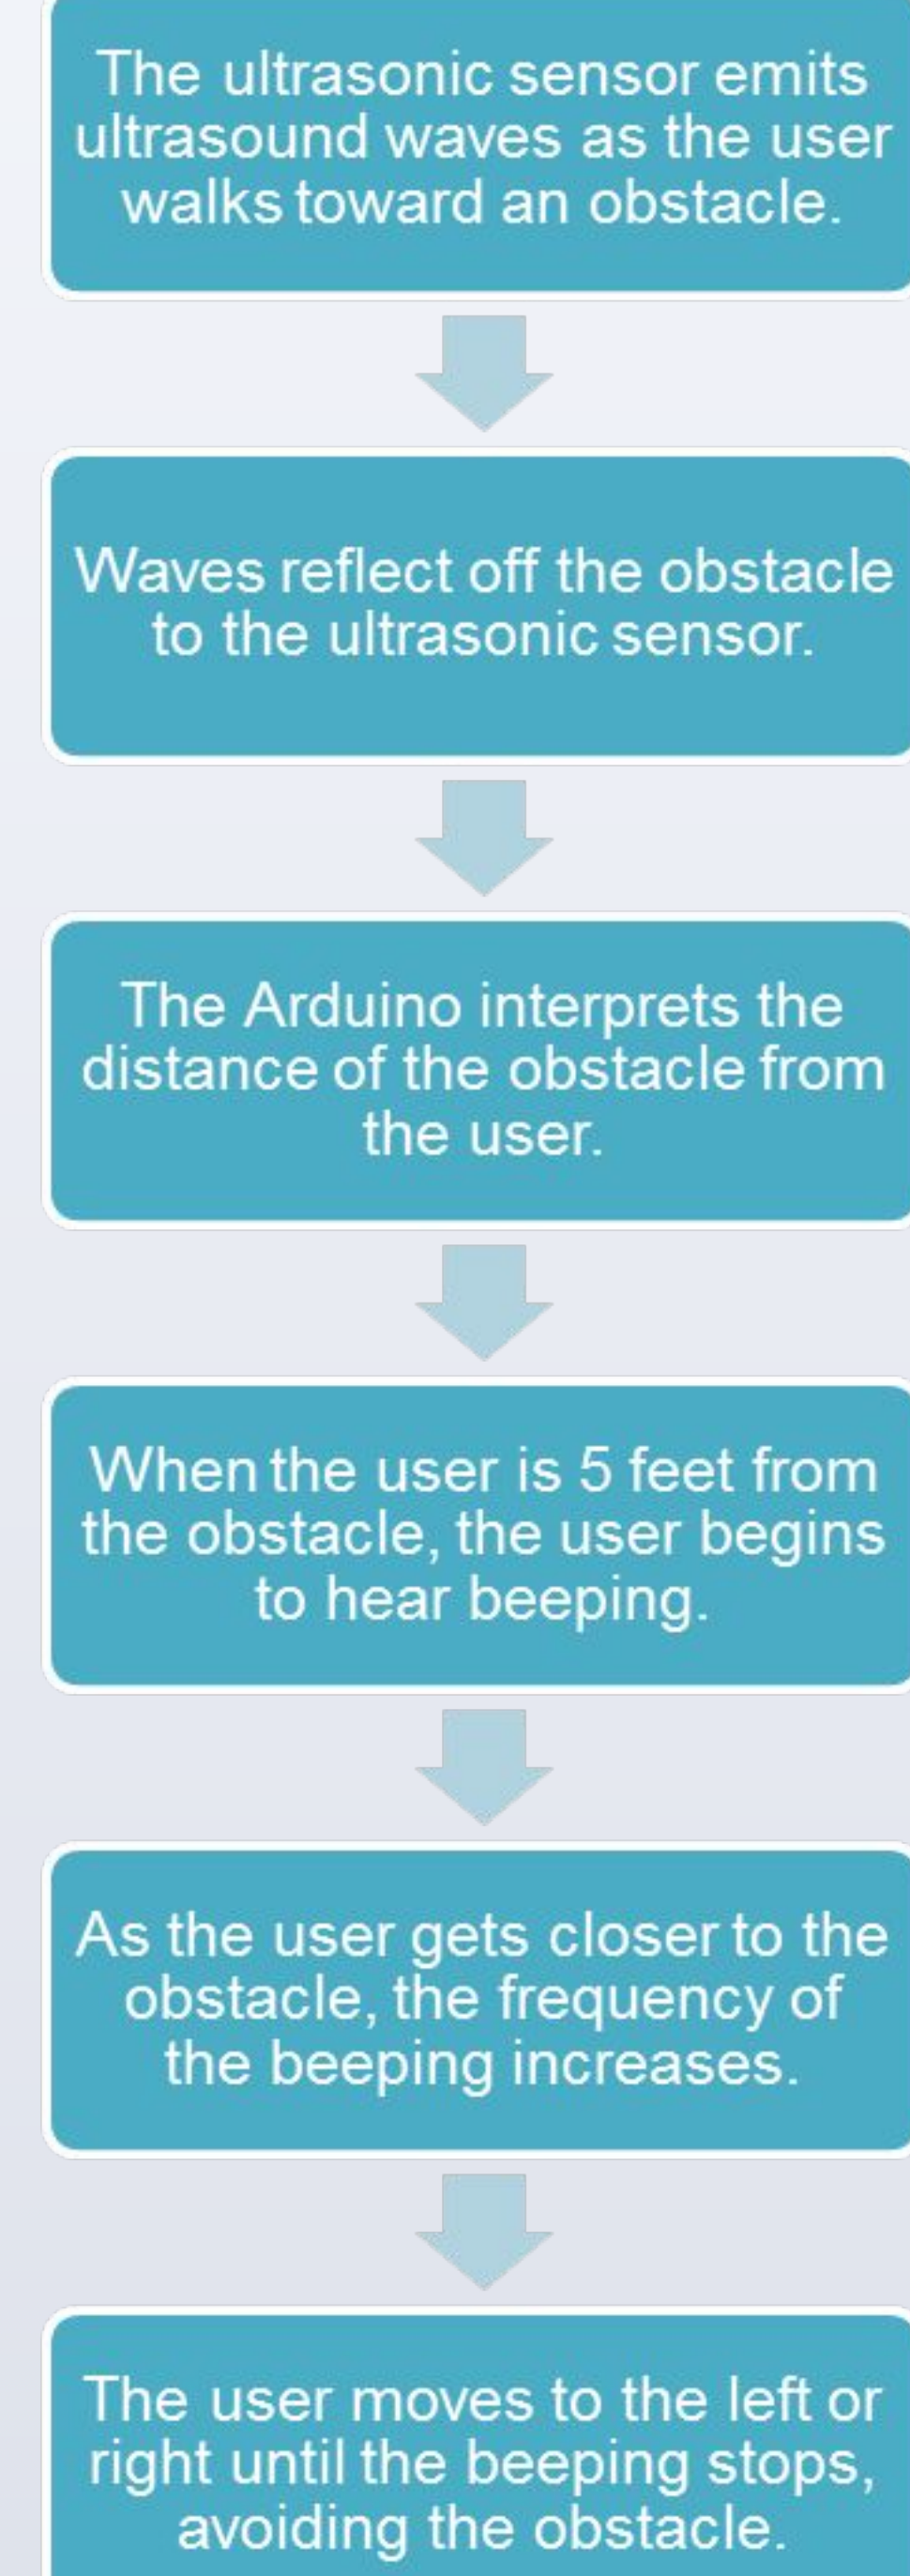 The ultrasonic sensor emits
ultrasound waves as the user
walks toward an obstacle.
Waves reflect off the obstacle
to the ultrasonic sensor.
The Arduino interprets the
distance of the obstacle from
the user.
When the user is 5 feet from
the obstacle, the user begins
to hear beeping.
As the user gets closer to the
obstacle, the frequency of
the beeping increases.
The user moves to the left or
right until the beeping stops,
avoiding the obstacle.